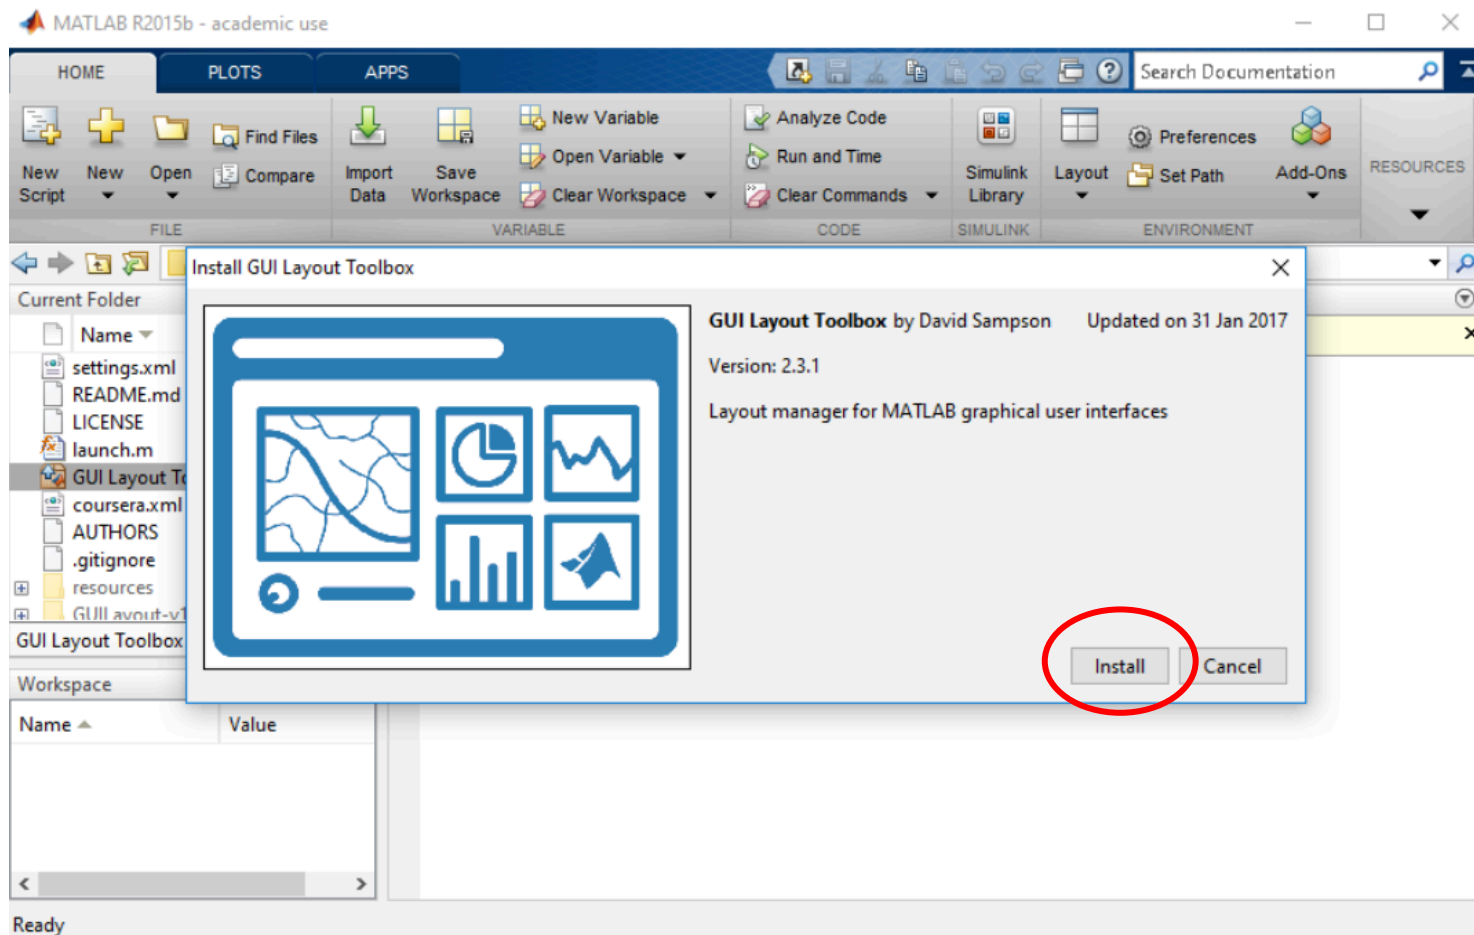 MATLAB R2015b - academic use
HOME
PLOTS
APPS
Search Documentation
New Script
New
Open
Find Files
Compare
Import Data
Save Workspace
New Variable
Open Variable
Clear Workspace
Analyze Code
Run and Time
Clear Commands
Simulink Library
Layout
Preferences
Set Path
Add-Ons
RESOURCES
FILE
VARIABLE
CODE
SIMULINK
ENVIRONMENT
Install GUI Layout Toolbox
Current Folder
Name
settings.xml
README.md
LICENSE
launch.m
GUI Layout To
coursera.xml
AUTHORS
.gitignore
resources
GUILayout-v1
GUI Layout Toolbox
GUI Layout Toolbox by David Sampson
Updated on 31 Jan 2017
Version: 2.3.1
Layout manager for MATLAB graphical user interfaces
Install
Cancel
Workspace
Name
Value
Ready